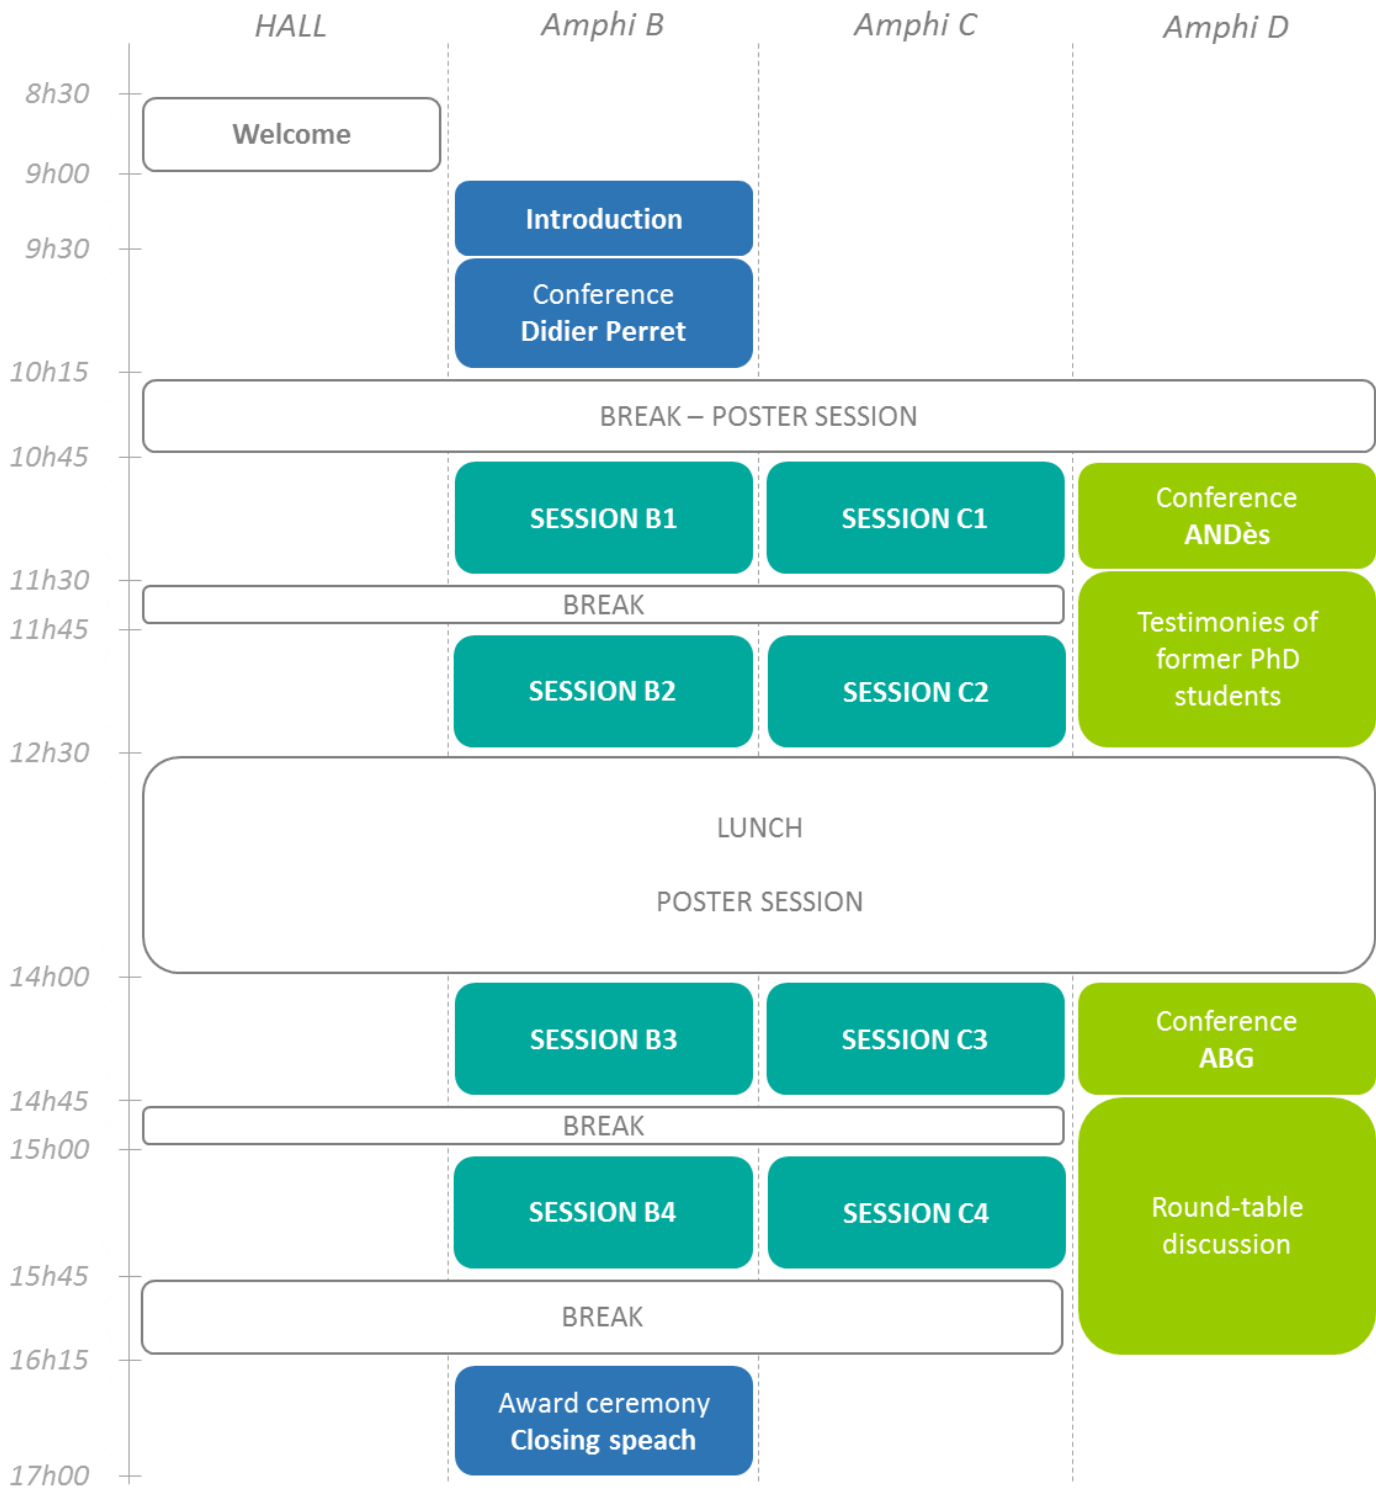 HALL
Amphi B
Amphi C
Amphi D
8h30
Welcome
9h00
Introduction
9h30
Conference
Didier Perret
10h15
BREAK – POSTER SESSION
10h45
SESSION B1
SESSION C1
Conference
ANDès
11h30
BREAK
11h45
Testimonies of
former PhD
students
SESSION B2
SESSION C2
12h30
LUNCH
POSTER SESSION
14h00
SESSION B3
SESSION C3
Conference
ABG
14h45
BREAK
15h00
SESSION B4
SESSION C4
Round-table
discussion
15h45
BREAK
16h15
Award ceremony
Closing speach
17h00